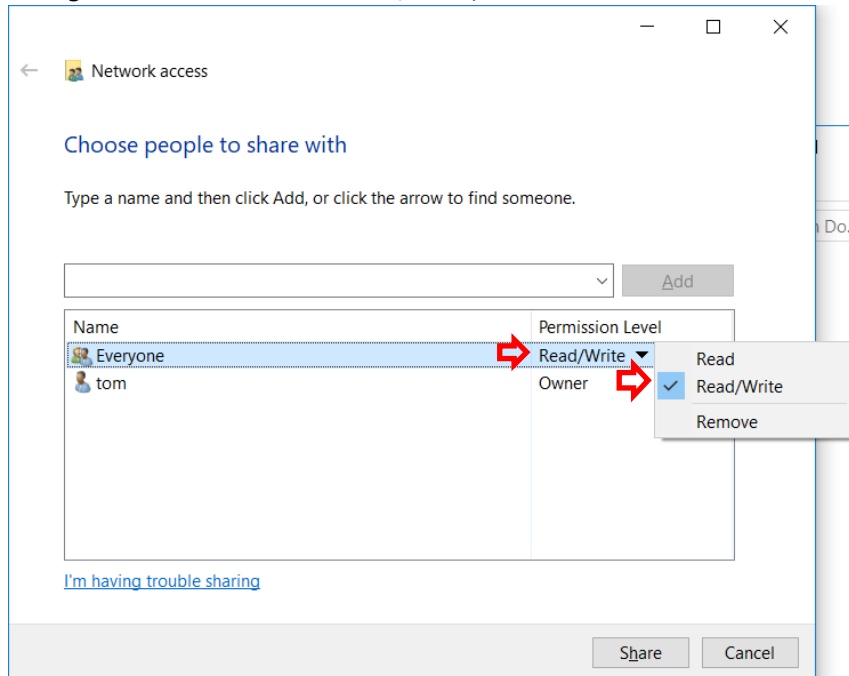 Network access
Choose people to share with
Type a name and then click Add, or click the arrow to find someone.
Add
Name Permission Level
Everyone Read/Write Read
tom Owner Read/Write
Remove
I'm having trouble sharing
Share Cancel
Do.